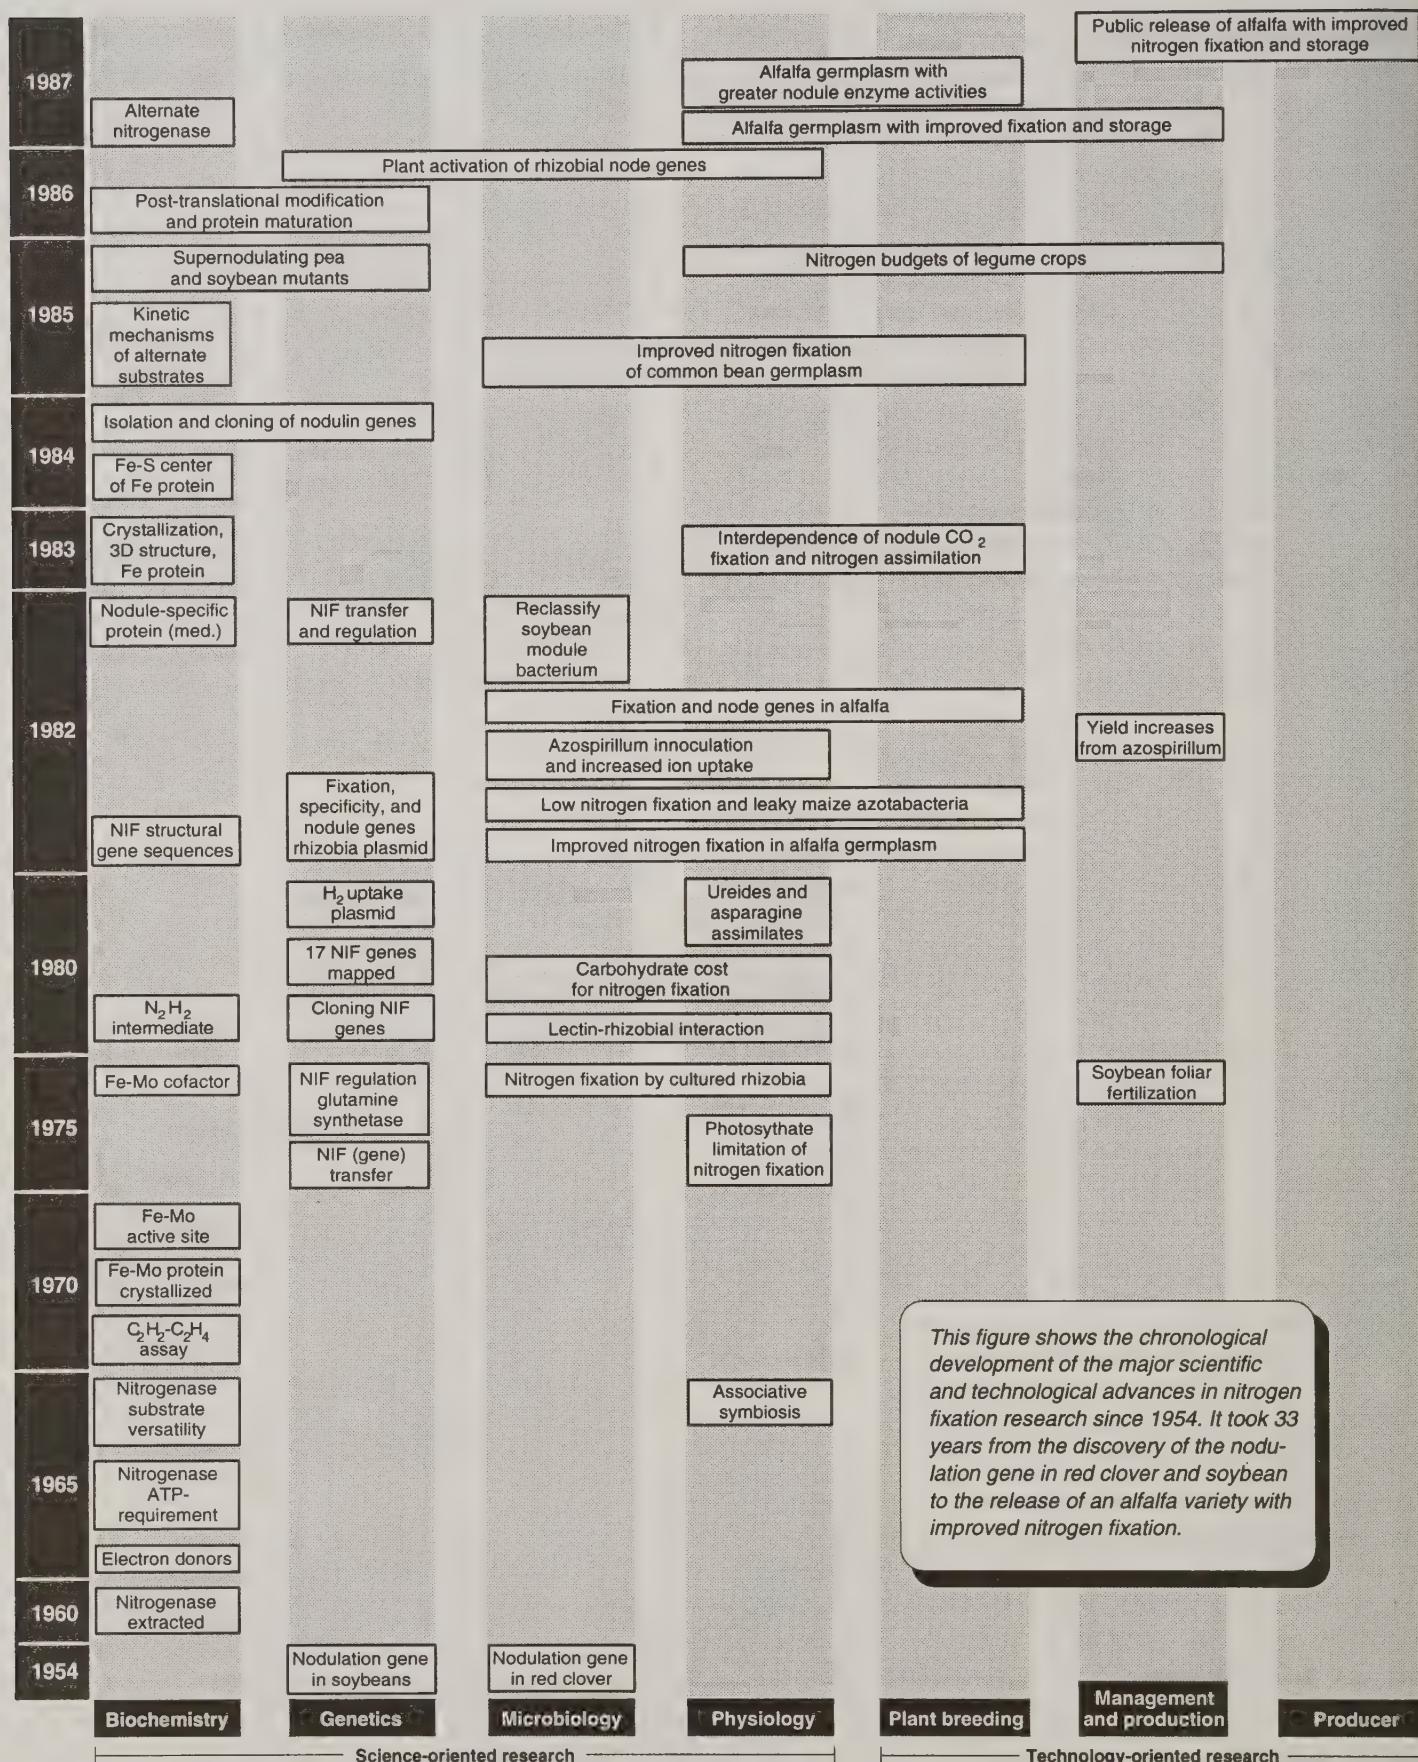 Public release of alfalfa with improved
nitrogen fixation and storage
1987
Alfalfa germplasm with
greater nodule enzyme activities
Alternate
nitrogenase
Alfalfa germplasm with improved fixation and storage
1986
Plant activation of rhizobial node genes
Post-translational modification
and protein maturation
1985
Supernodulating pea
and soybean mutants
Nitrogen budgets of legume crops
Kinetic
mechanisms
of alternate
substrates
Improved nitrogen fixation
of common bean germplasm
1984
Isolation and cloning of nodulin genes
Fe-S center
of Fe protein
1983
Crystallization,
3D structure,
Fe protein
Interdependence of nodule CO2
fixation and nitrogen assimilation
1982
Nodule-specific
protein (med.)
NIF transfer
and regulation
Reclassify
soybean
module
bacterium
Fixation and node genes in alfalfa
Azospirillum innoculation
and increased ion uptake
Yield increases
from azospirillum
Fixation,
specificity, and
nodule genes
rhizobia plasmid
Low nitrogen fixation and leaky maize azotabacteria
NIF structural
gene sequences
Improved nitrogen fixation in alfalfa germplasm
1980
H2 uptake
plasmid
Ureides and
asparagine
assimilates
17 NIF genes
mapped
Carbohydrate cost
for nitrogen fixation
N2H2
intermediate
Cloning NIF
genes
Lectin-rhizobial interaction
1975
Fe-Mo cofactor
NIF regulation
glutamine
synthetase
Nitrogen fixation by cultured rhizobia
Soybean foliar
fertilization
NIF (gene)
transfer
Photosythate
limitation of
nitrogen fixation
1970
Fe-Mo
active site
Fe-Mo protein
crystallized
C2H2-C2H4
assay
This figure shows the chronological
development of the major scientific
and technological advances in nitrogen
fixation research since 1954. It took 33
years from the discovery of the nodu-
lation gene in red clover and soybean
to the release of an alfalfa variety with
improved nitrogen fixation.
1965
Nitrogenase
substrate
versatility
Associative
symbiosis
Nitrogenase
ATP-
requirement
Electron donors
1960
Nitrogenase
extracted
1954
Nodulation gene
in soybeans
Nodulation gene
in red clover
Biochemistry
Genetics
Microbiology
Physiology
Plant breeding
Management
and production
Producer
Science-oriented research
Technology-oriented research